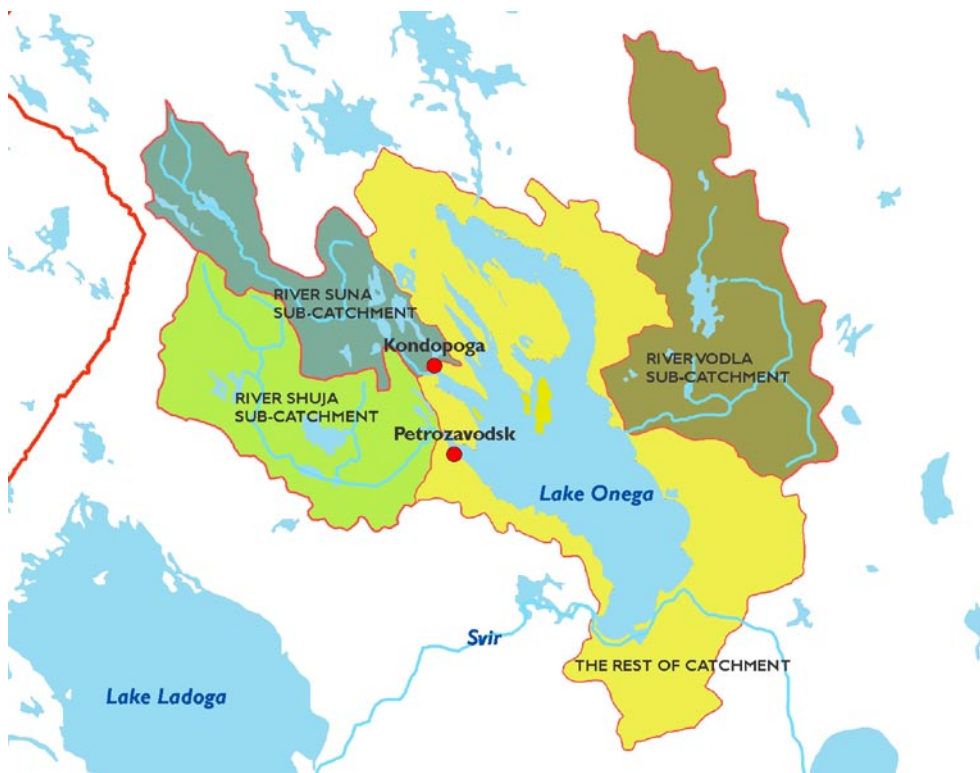 RIVER SUNA
SUB-CATCHMENT
Kondopoga
RIVER VODLA
SUB-CATCHMENT
RIVER SHUJA
SUB-CATCHMENT
Petrozavodsk
Lake Onega
Svir
THE REST OF CATCHMENT
Lake Ladoga